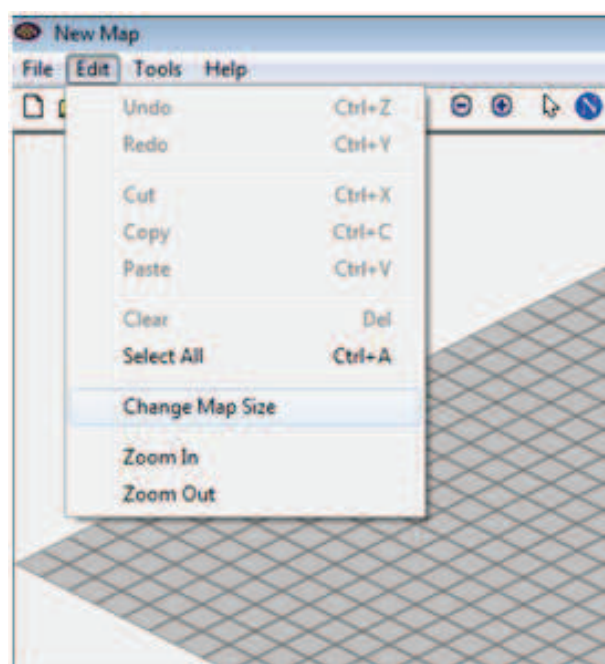 New Map
File Edit Tools Help
Undo Ctrl+Z
Redo Ctrl+Y
Cut Ctrl+X
Copy Ctrl+C
Paste Ctrl+V
Clear Del
Select All Ctrl+A
Change Map Size
Zoom In
Zoom Out